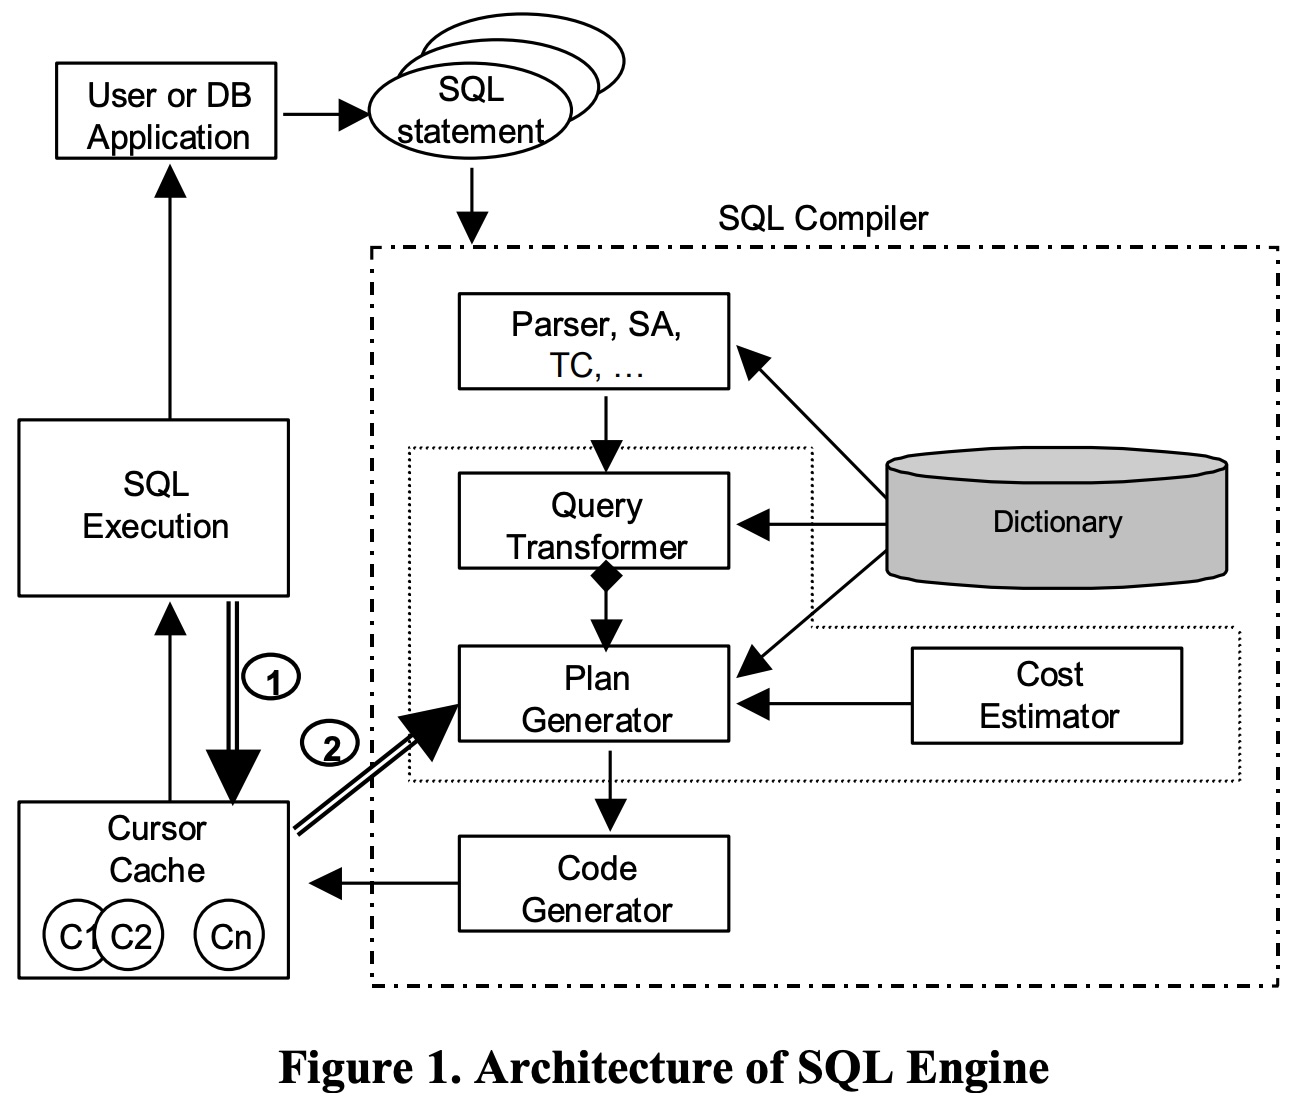 User or DB
Application
SQL
statement
SQL Compiler
Parser, SA,
TC, …
SQL
Execution
Query
Transformer
Dictionary
1
2
Plan
Generator
Cost
Estimator
Cursor
Cache
C1 C2 Cn
Code
Generator
Figure 1. Architecture of SQL Engine